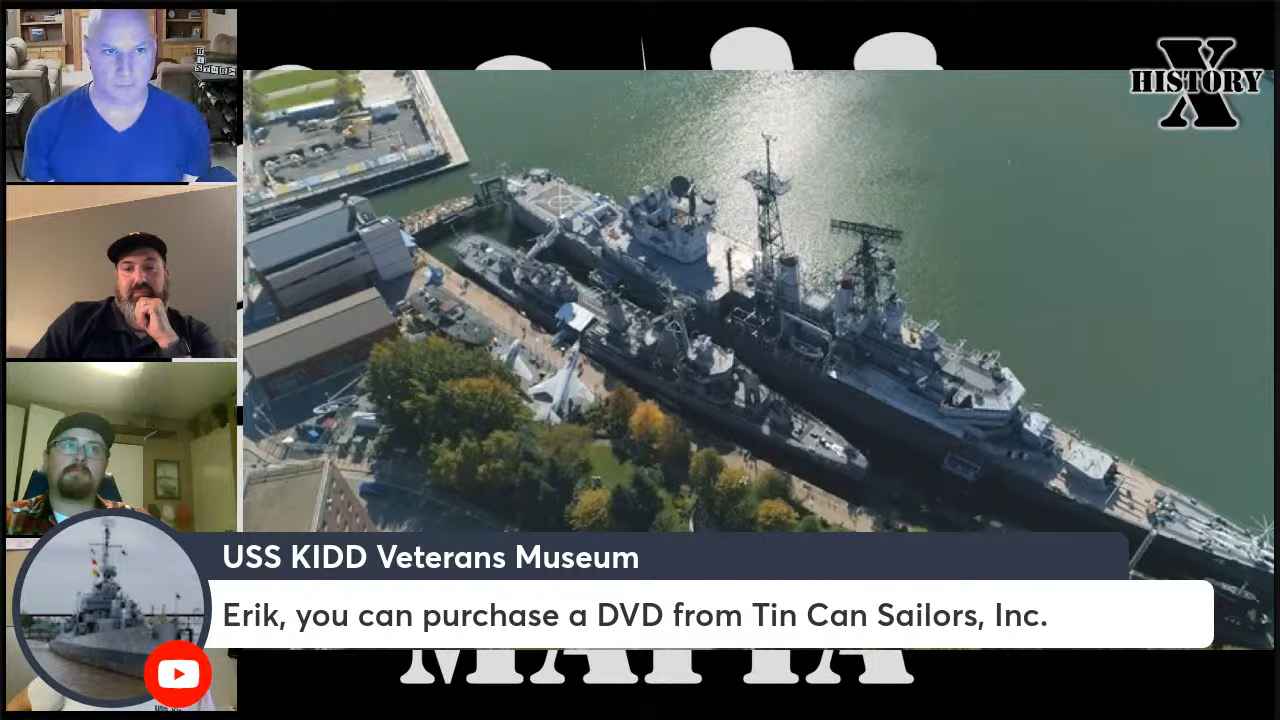 HISTORY
X
USS KIDD Veterans Museum
Erik, you can purchase a DVD from Tin Can Sailors, Inc.
MAFIA